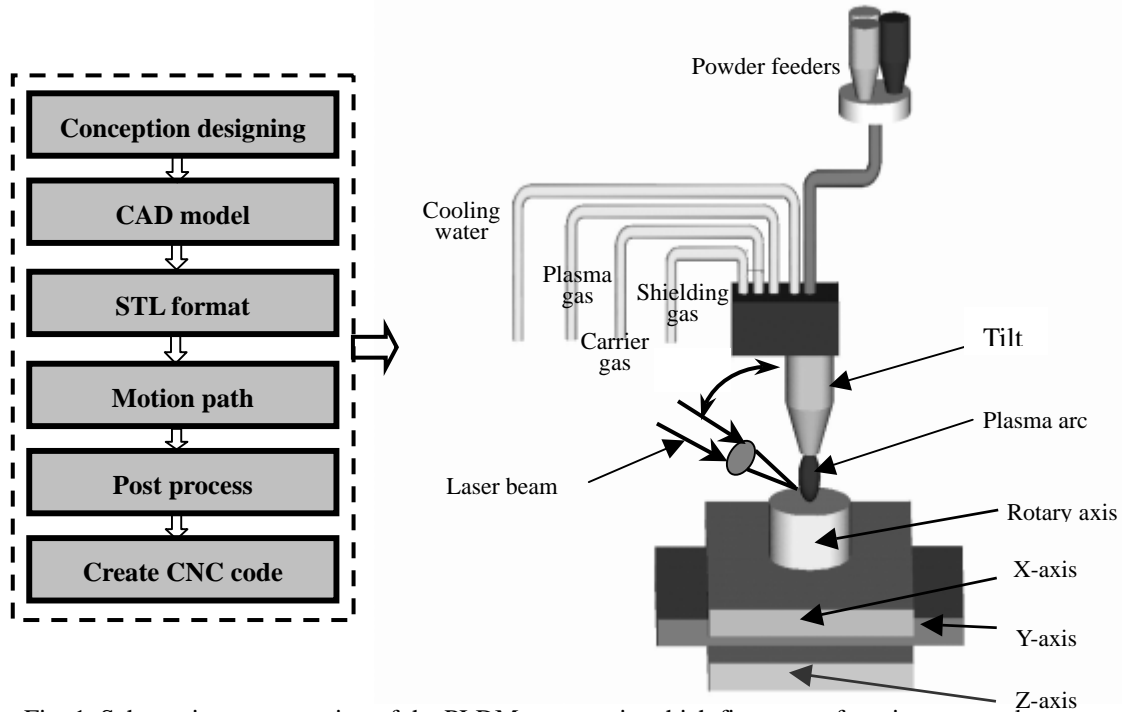 Conception designing
CAD model
STL format
Motion path
Post process
Create CNC code
Powder feeders
Cooling
water
Plasma
gas
Carrier
gas
Shielding
gas
Tilt
Plasma arc
Laser beam
Rotary axis
X-axis
Y-axis
Z-axis